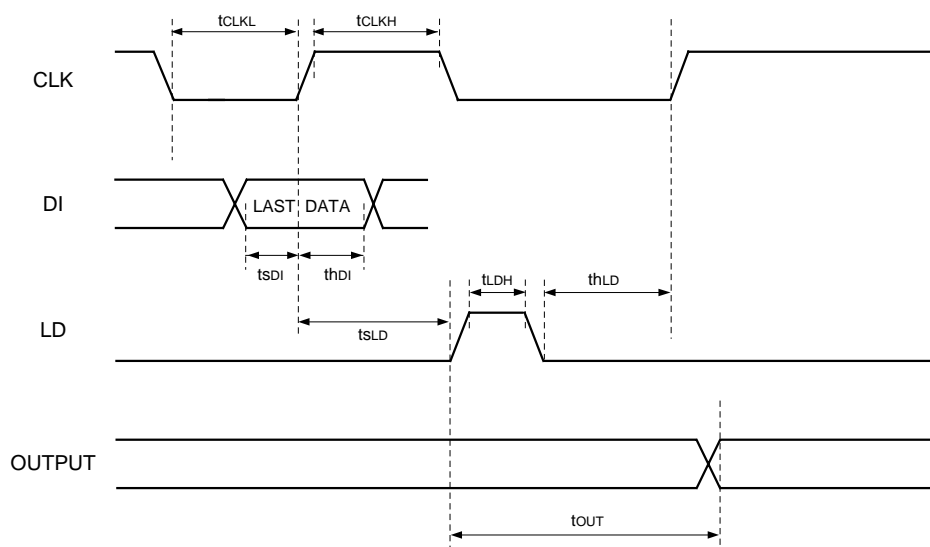 tCLKL tCLKH
CLK
DI
LAST DATA
tsDI thDI
tLDH thLD
LD
tsLD
OUTPUT
tOUT